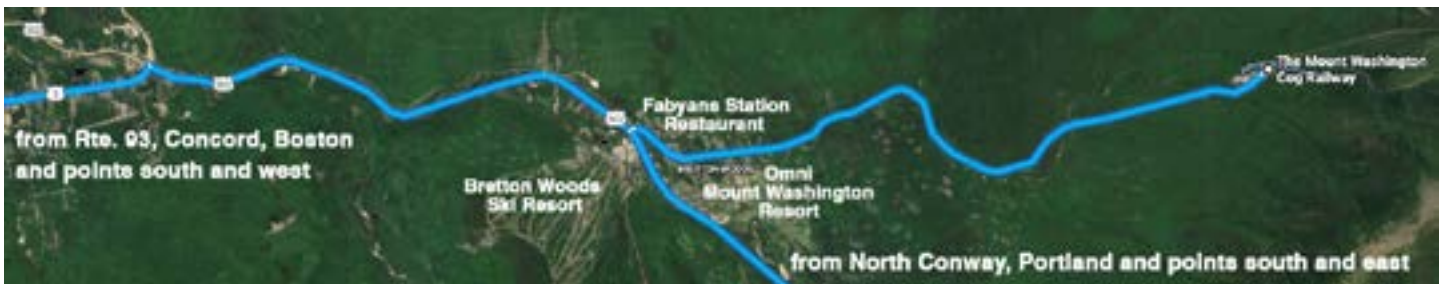 from Rte. 93, Concord, Boston
and points south and west
Fabyans Station
Restaurant
Bretton Woods
Ski Resort
Omni
Mount Washington
Resort
The Mount Washington
Cog Railway
from North Conway, Portland and points south and east